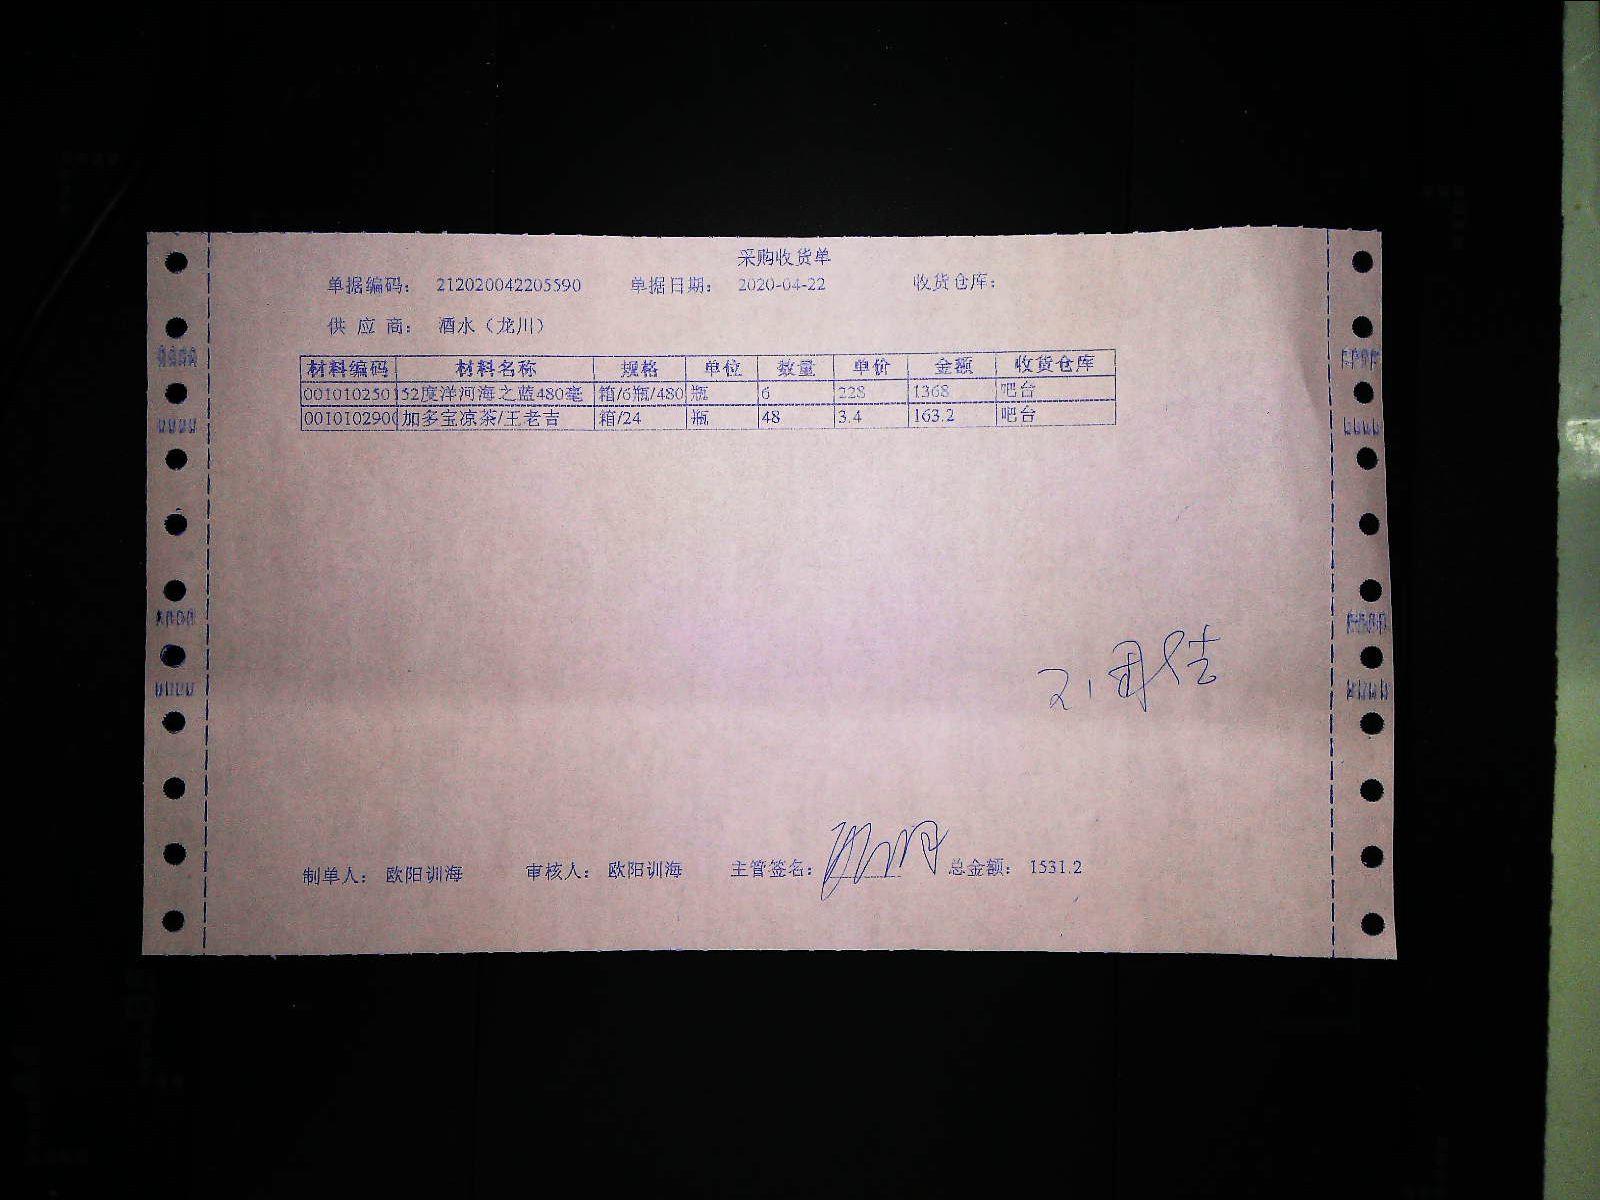 采购收货单
单据编码： 212020042205590 单据日期： 2020-04-22 收货仓库：
供 应 商： 酒水（龙川）
材料编码 材料名称 规格 单位 数量 单价 金额 收货仓库
0010102501 52度洋河海之蓝480毫 箱/6瓶/480 瓶 6 228 1368 吧台
0010102900 加多宝凉茶/王老吉 箱/24 瓶 48 3.4 163.2 吧台
制单人： 欧阳训海 审核人： 欧阳训海 主管签名： 总金额： 1531.2